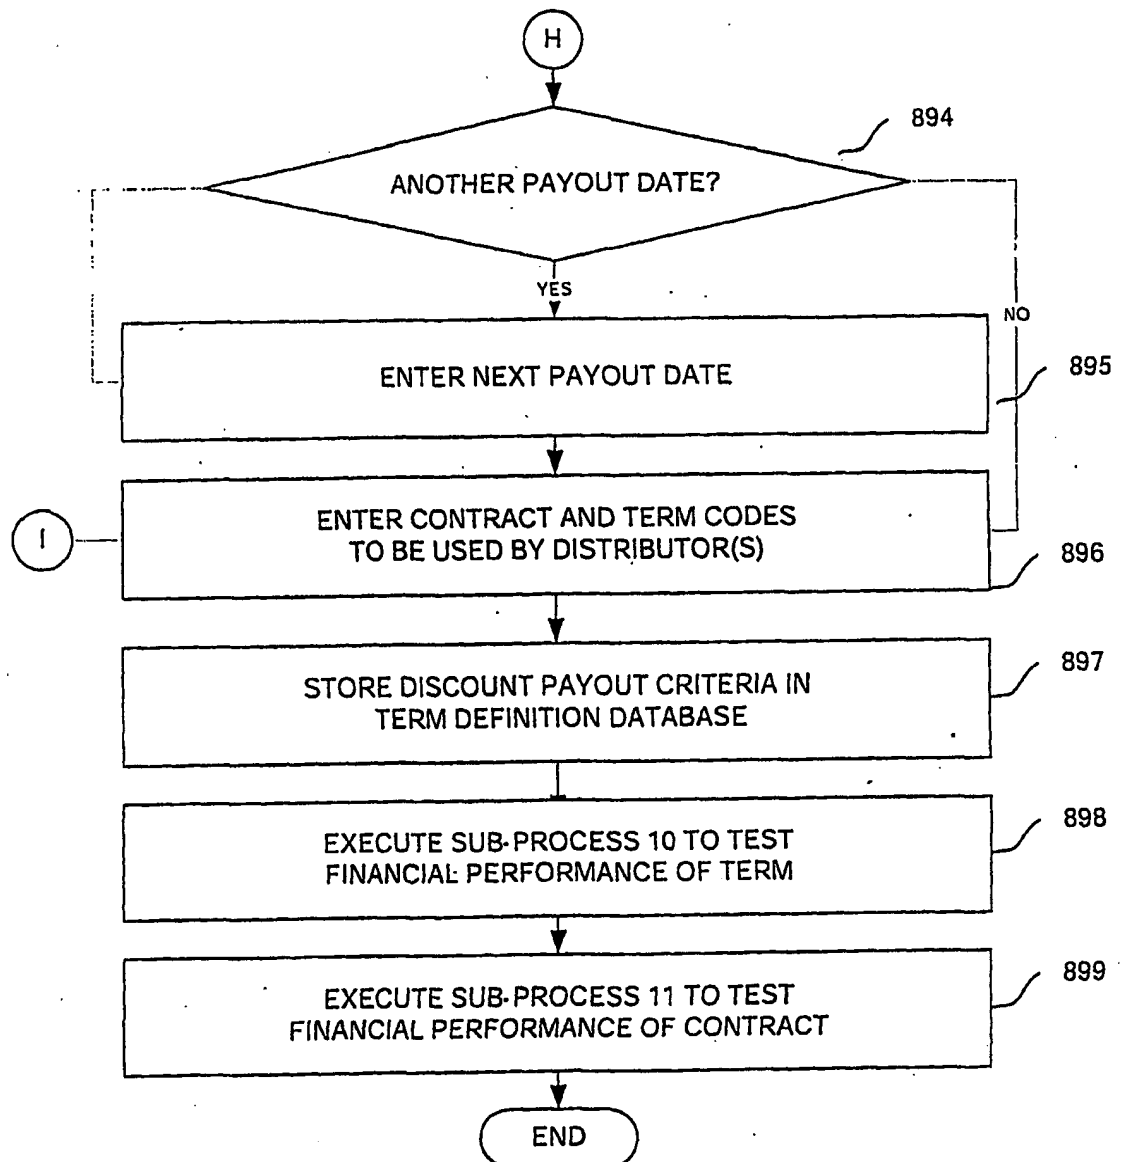 H
894
ANOTHER PAYOUT DATE?
YES
NO
ENTER NEXT PAYOUT DATE
895
I
ENTER CONTRACT AND TERM CODES
TO BE USED BY DISTRIBUTOR(S)
896
STORE DISCOUNT PAYOUT CRITERIA IN
TERM DEFINITION DATABASE
897
EXECUTE SUB-PROCESS 10 TO TEST
FINANCIAL PERFORMANCE OF TERM
898
EXECUTE SUB-PROCESS 11 TO TEST
FINANCIAL PERFORMANCE OF CONTRACT
899
END